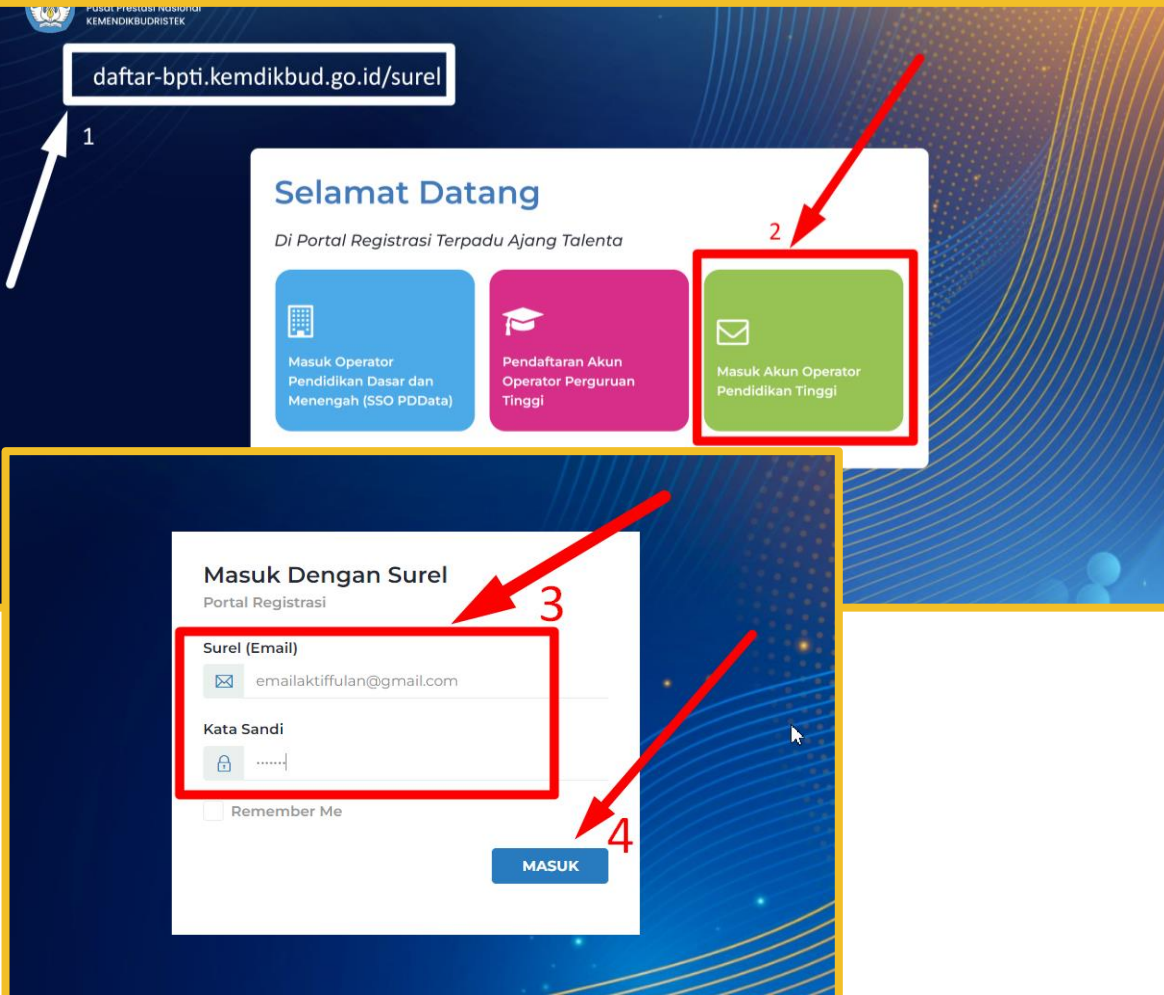 Pusat Prestasi Nasional
KEMENDIKBUDRISTEK
daftar-bpti.kemdikbud.go.id/surel
1
Selamat Datang
Di Portal Registrasi Terpadu Ajang Talenta
2
Masuk Operator
Pendidikan Dasar dan
Menengah (SSO PDData)
Pendaftaran Akun
Operator Perguruan
Tinggi
Masuk Akun Operator
Pendidikan Tinggi
Masuk Dengan Surel
Portal Registrasi
3
Surel (Email)
emailaktiffulan@gmail.com
Kata Sandi
·······
Remember Me
4
MASUK